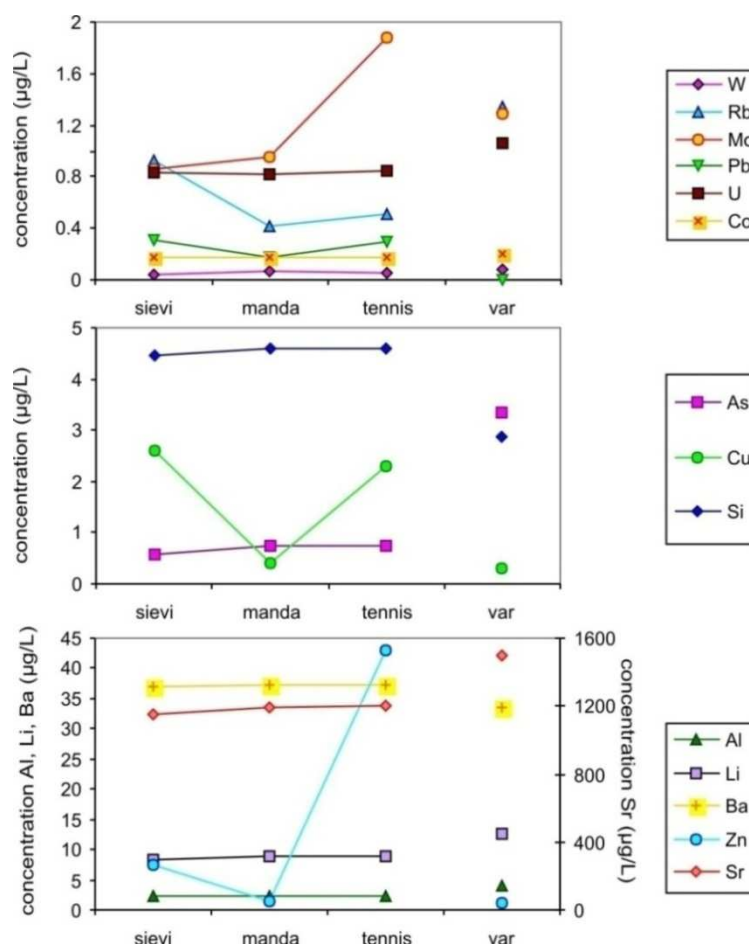 concentration (µg/L)
2
1.6
1.2
0.8
0.4
0
sievi manda tennis var
W
Rb
Mo
Pb
U
Co
concentration (µg/L)
5
4
3
2
1
0
sievi manda tennis var
As
Cu
Si
concentration Al, Li, Ba (µg/L)
45
40
35
30
25
20
15
10
5
0
1600
1200
800
400
0
concentration Sr (µg/L)
sievi manda tennis var
Al
Li
Ba
Zn
Sr